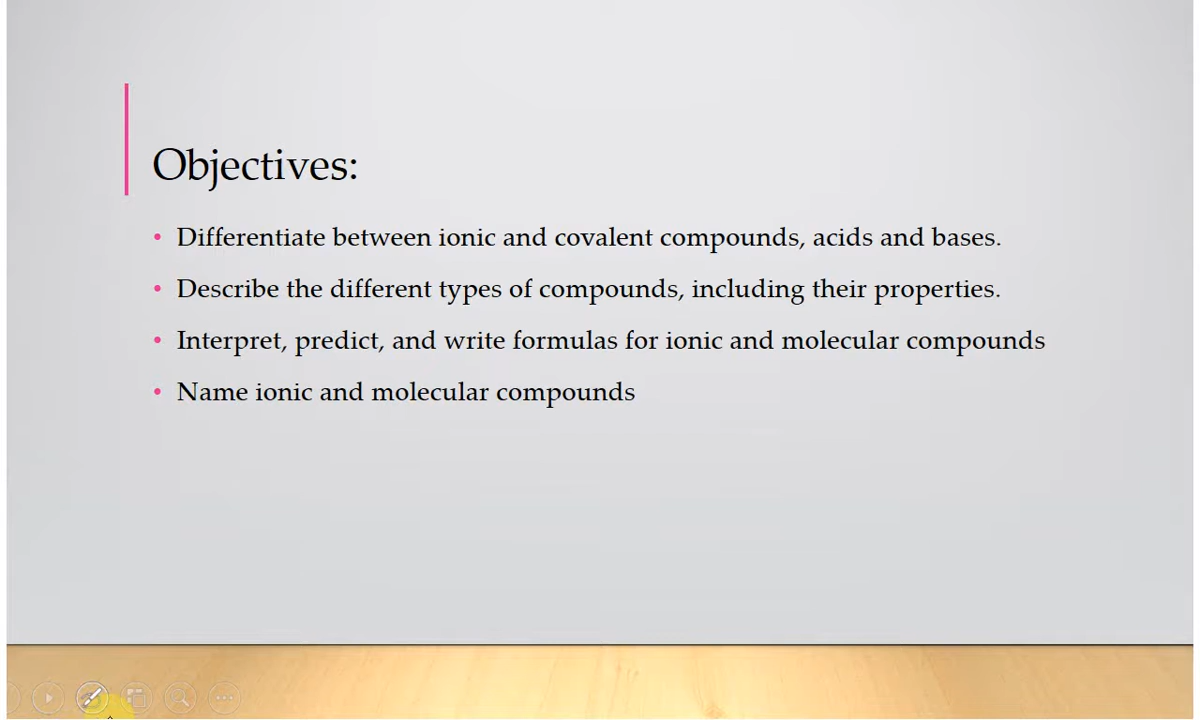 Objectives:
• Differentiate between ionic and covalent compounds, acids and bases.
• Describe the different types of compounds, including their properties.
• Interpret, predict, and write formulas for ionic and molecular compounds
• Name ionic and molecular compounds